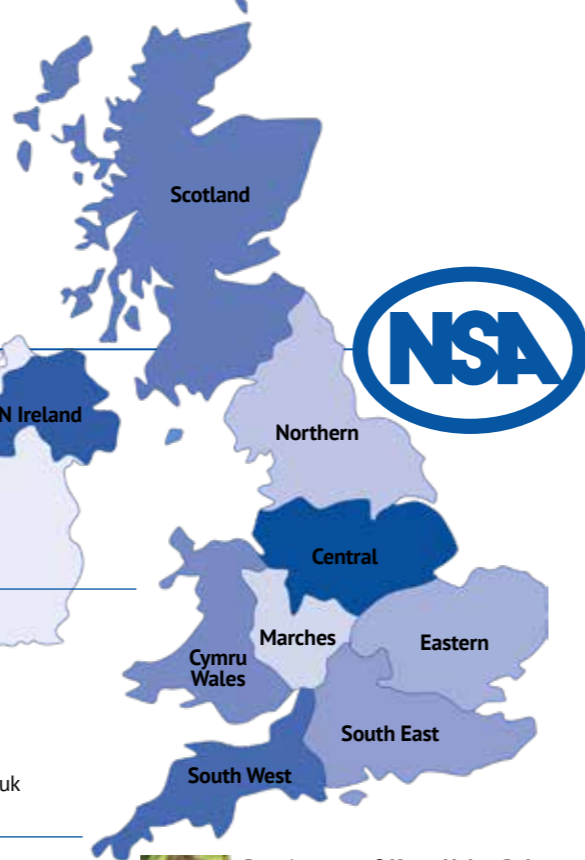 Scotland
NSA
N Ireland
Northern
Central
Marches
Eastern
Cymru
Wales
South East
South West
uk